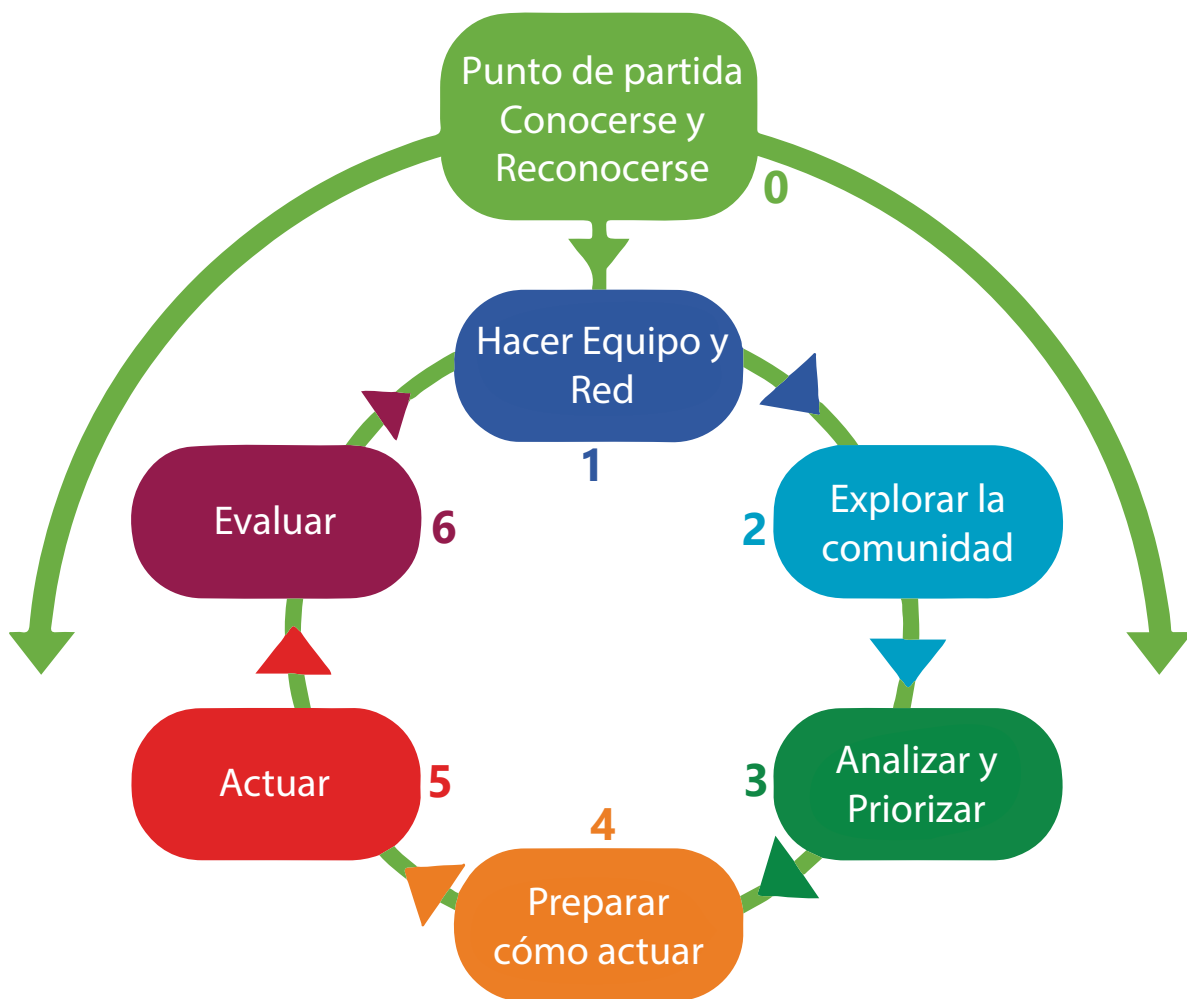 Punto de partida
Conocerse y
Reconocerse
0
Hacer Equipo y
Red
1
Explorar la
comunidad
2
Analizar y
Priorizar
3
4
Preparar
cómo actuar
Actuar
5
Evaluar
6